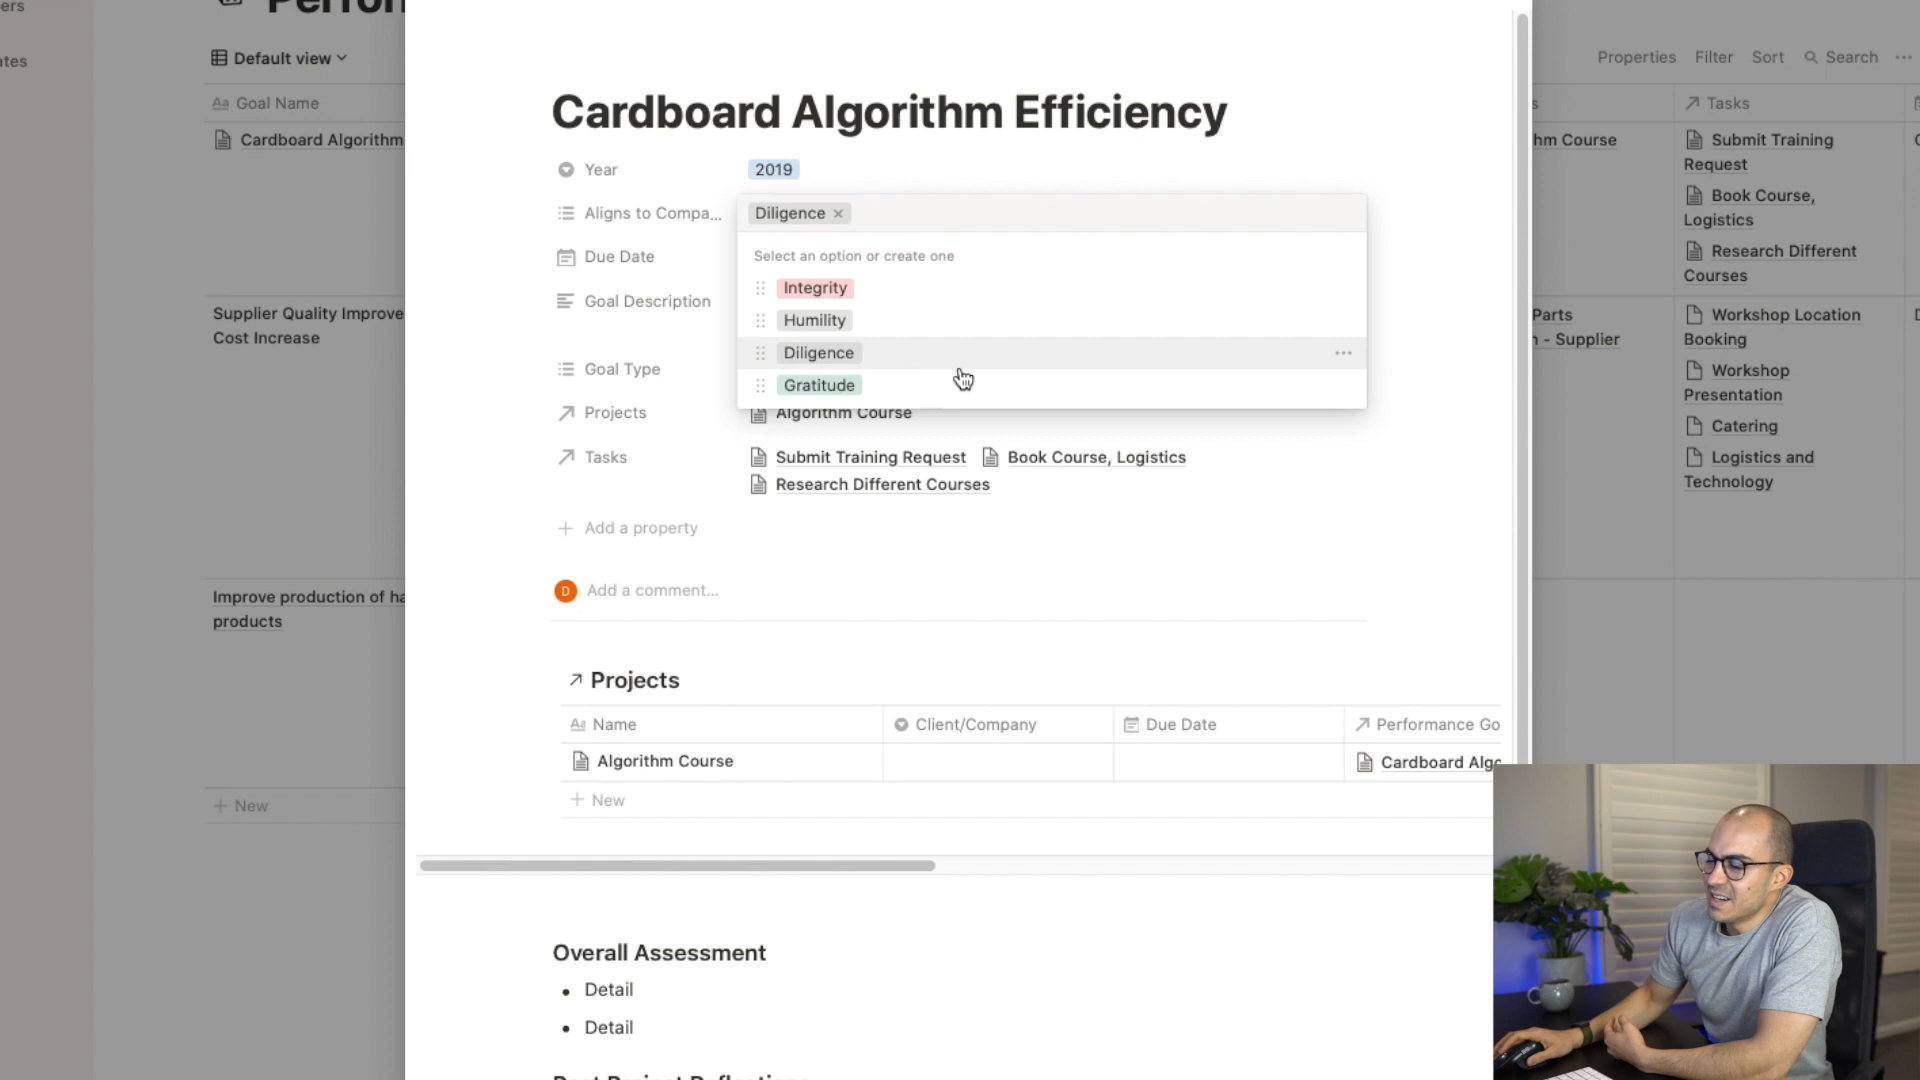 ers
ates
Default view
Properties
Filter
Sort
Search
Aa Goal Name
Tasks
Cardboard Algorithm
hm Course
Submit Training
Request
Book Course,
Logistics
Research Different
Courses
Supplier Quality Improve
Cost Increase
Parts
n - Supplier
Workshop Location
Booking
Workshop
Presentation
Catering
Logistics and
Technology
Improve production of ha
products
+ New
Cardboard Algorithm Efficiency
Year
2019
Aligns to Compa...
Diligence ×
Select an option or create one
Integrity
Humility
Diligence
Gratitude
Due Date
Goal Description
Goal Type
Projects
Algorithm Course
Tasks
Submit Training Request
Book Course, Logistics
Research Different Courses
+ Add a property
D
Add a comment...
Projects
Aa Name
Client/Company
Due Date
Performance Go
Algorithm Course
Cardboard Algo
+ New
Overall Assessment
• Detail
• Detail